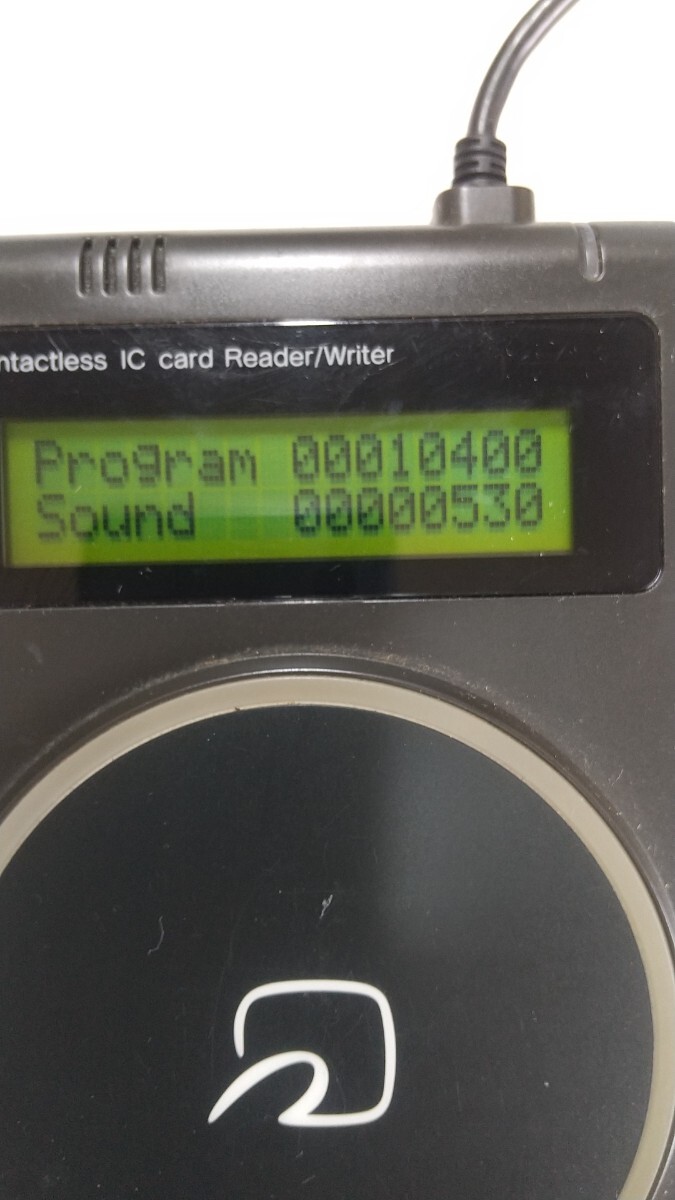 ntactless IC card Reader/Writer
Program 00010400
Sound 00000530